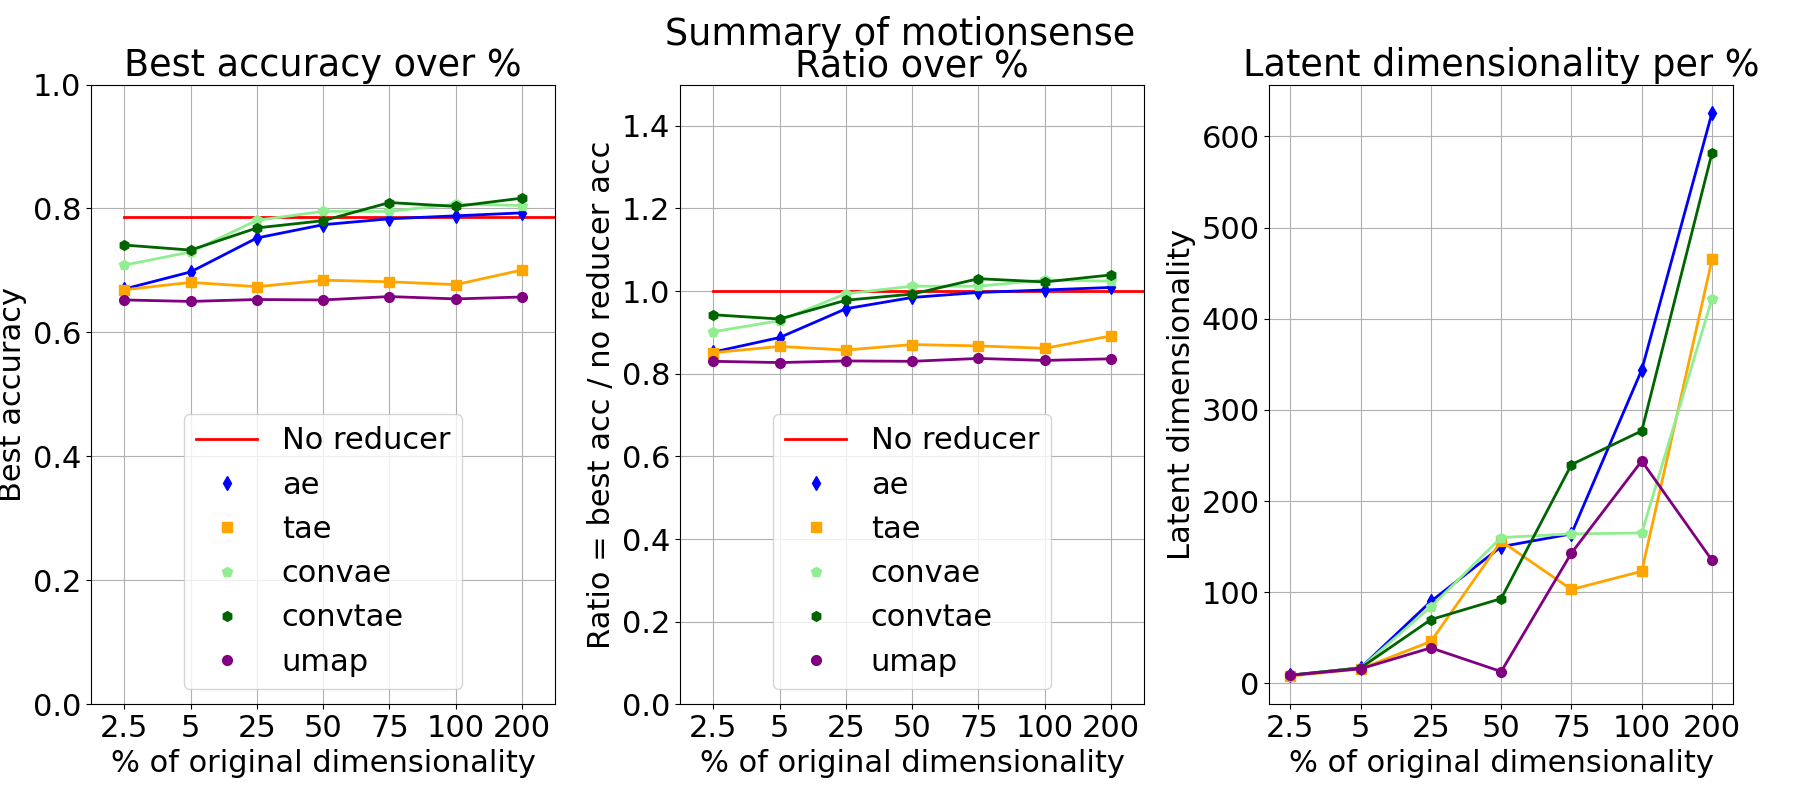 Summary of motionsense
Best accuracy over %
Best accuracy
1.0
0.8
0.6
0.4
0.2
0.0
No reducer
ae
tae
convae
convtae
umap
2.5 5 25 50 75 100 200
% of original dimensionality
Ratio over %
Ratio = best acc / no reducer acc
1.4
1.2
1.0
0.8
0.6
0.4
0.2
0.0
No reducer
ae
tae
convae
convtae
umap
2.5 5 25 50 75 100 200
% of original dimensionality
Latent dimensionality per %
Latent dimensionality
600
500
400
300
200
100
0
2.5 5 25 50 75 100 200
% of original dimensionality